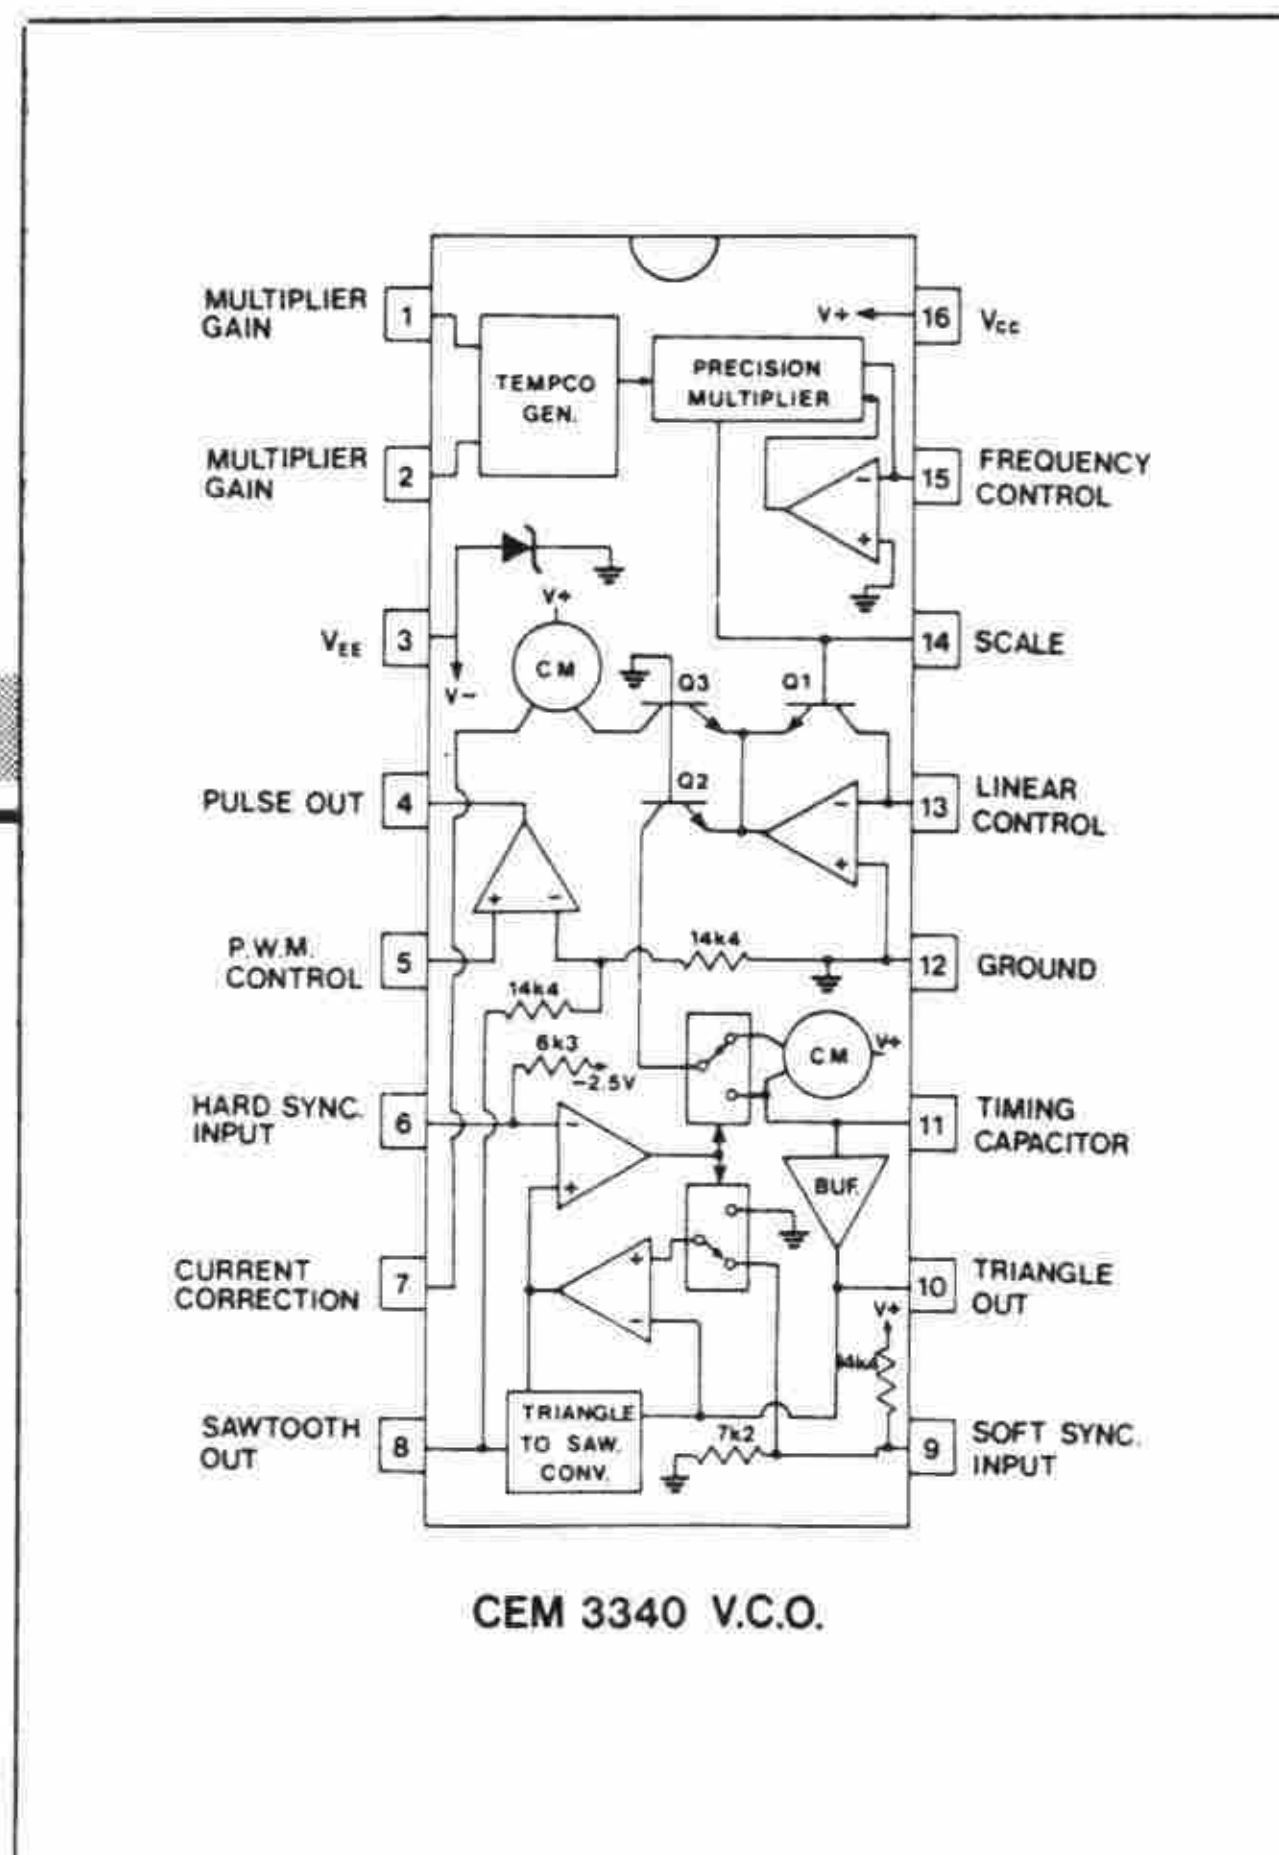 MULTIPLIER
GAIN
1
MULTIPLIER
GAIN
2
VEE
3
PULSE OUT
4
P.W.M.
CONTROL
5
HARD SYNC.
INPUT
6
CURRENT
CORRECTION
7
SAWTOOTH
OUT
8
TEMPCO
GEN.
PRECISION
MULTIPLIER
V+
16
Vcc
15
FREQUENCY
CONTROL
-
+
V+
CM
V-
14
SCALE
Q3
Q1
Q2
-
+
13
LINEAR
CONTROL
+
-
14k4
12
GROUND
14k4
6k3
-2.5V
CM
V+
11
TIMING
CAPACITOR
-
+
BUF.
+
-
10
TRIANGLE
OUT
V+
14k4
TRIANGLE
TO SAW.
CONV.
7k2
9
SOFT SYNC.
INPUT
CEM 3340 V.C.O.